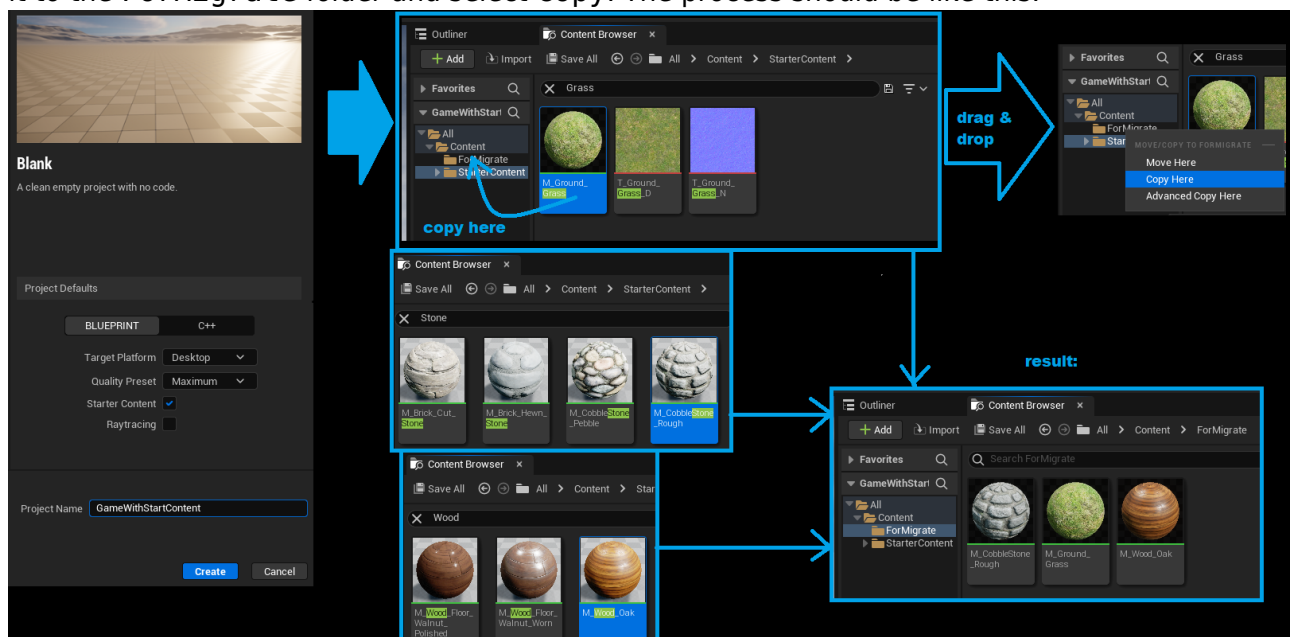 it to the ForMigrate folder and select Copy. The process should be like this:
Blank
A clean empty project with no code.
Project Defaults
BLUEPRINT
C++
Target Platform
Desktop
Quality Preset
Maximum
Starter Content
Raytracing
Project Name
GameWithStartContent
Create
Cancel
Outliner
Content Browser
+ Add
Import
Save All
All > Content > StarterContent >
Favorites
Grass
GameWithStart
All
Content
ForMigrate
StarterContent
M_Ground_
Grass
T_Ground_
Grass_D
T_Ground_
Grass_N
copy here
drag &
drop
Favorites
Grass
GameWithStart
All
Content
ForMigrate
Star
MOVE/COPY TO FORMIGRATE
Move Here
Copy Here
Advanced Copy Here
Content Browser
Save All
All > Content > StarterContent >
Stone
M_Brick_Cut_
Stone
M_Brick_Hewn_
Stone
M_CobbleStone
_Pebble
M_CobbleStone
_Rough
Content Browser
Save All
All > Content > Star
Wood
M_Wood_Floor_
Walnut_
Polished
M_Wood_Floor_
Walnut_Worn
M_Wood_Oak
result:
Outliner
Content Browser
+ Add
Import
Save All
All > Content > ForMigrate
Favorites
Search ForMigrate
GameWithStart
All
Content
ForMigrate
StarterContent
M_CobbleStone
_Rough
M_Ground_
Grass
M_Wood_Oak